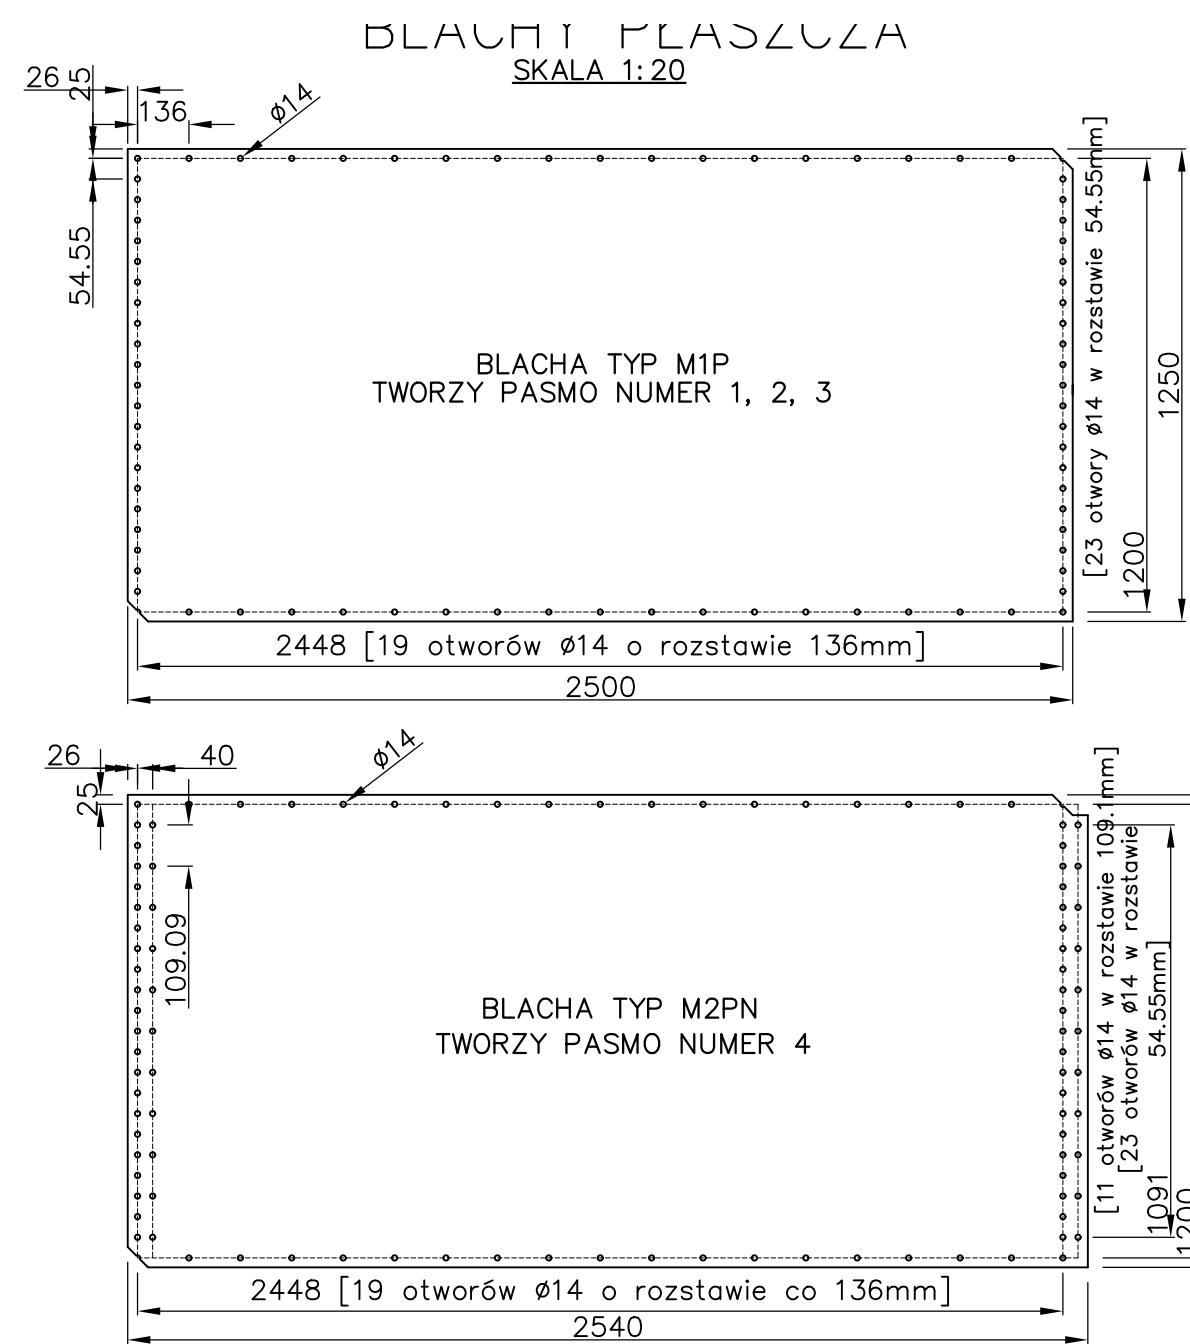 BLACHY PŁASZCZA
SKALA 1:20
26
25
136
ø14
54.55
BLACHA TYP M1P
TWORZY PASMO NUMER 1, 2, 3
[23 otwory ø14 w rozstawie 54.55mm]
1200
1250
2448 [19 otworów ø14 o rozstawie 136mm]
2500
26
40
25
ø14
109.09
BLACHA TYP M2PN
TWORZY PASMO NUMER 4
[11 otworów ø14 w rozstawie 109.1mm]
[23 otworów ø14 w rozstawie
54.55mm]
1091
1200
2448 [19 otworów ø14 o rozstawie co 136mm]
2540